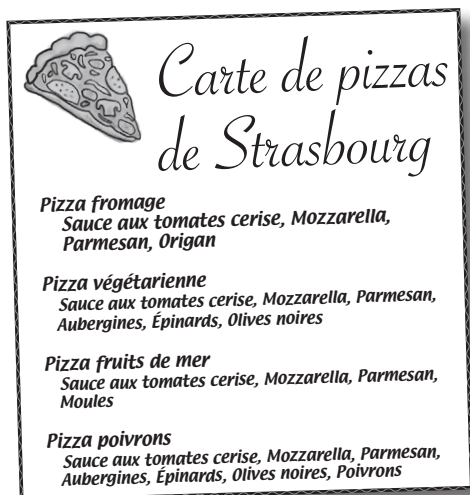 Carte de pizzas
de Strasbourg
Pizza fromage
Sauce aux tomates cerise, Mozzarella,
Parmesan, Origan
Pizza végétarienne
Sauce aux tomates cerise, Mozzarella, Parmesan,
Aubergines, Épinards, Olives noires
Pizza fruits de mer
Sauce aux tomates cerise, Mozzarella, Parmesan,
Moules
Pizza poivrons
Sauce aux tomates cerise, Mozzarella, Parmesan,
Aubergines, Épinards, Olives noires, Poivrons